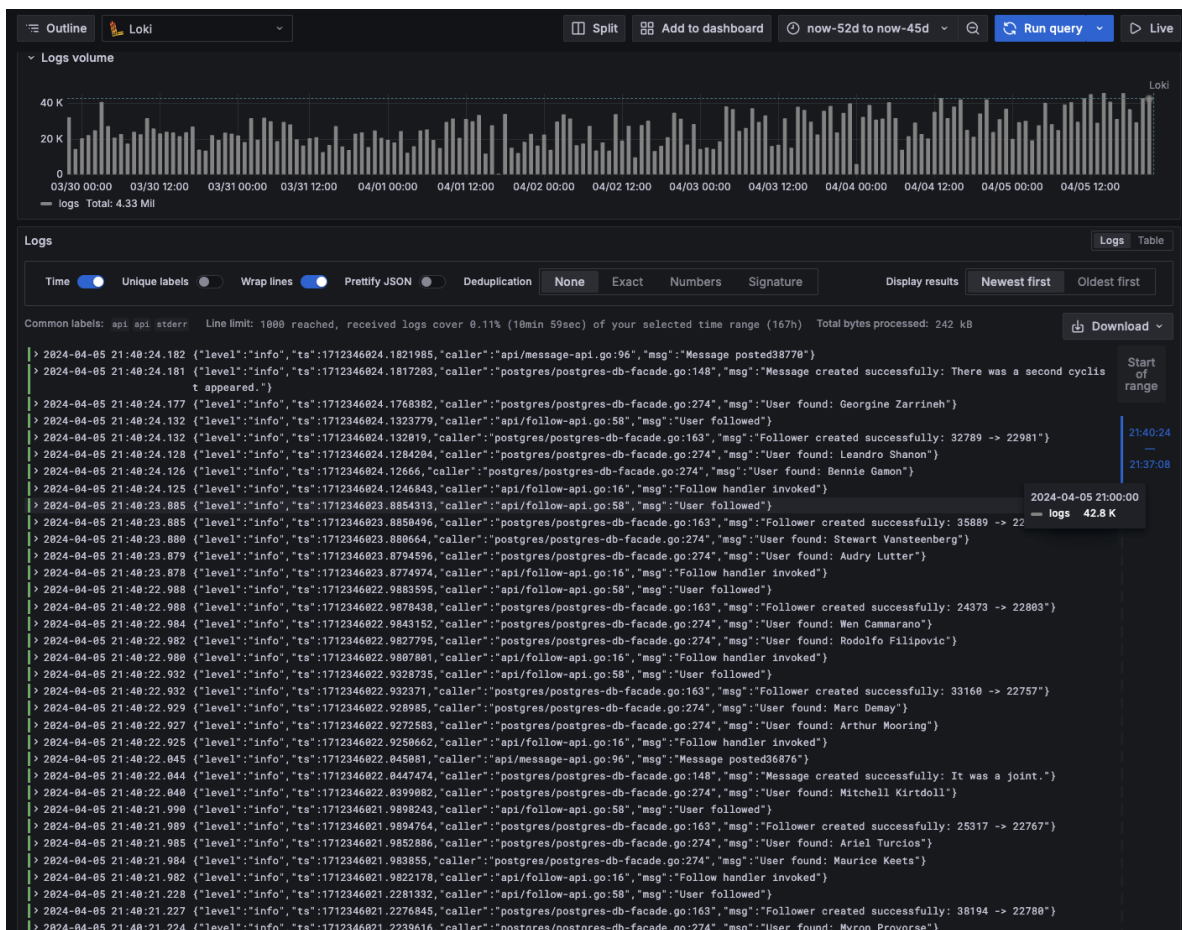 Outline Loki Split Add to dashboard now-52d to now-45d Run query Live
Logs volume
Loki
40 K
20 K
0
03/30 00:00 03/30 12:00 03/31 00:00 03/31 12:00 04/01 00:00 04/01 12:00 04/02 00:00 04/02 12:00 04/03 00:00 04/03 12:00 04/04 00:00 04/04 12:00 04/05 00:00 04/05 12:00
logs Total: 4.33 Mil
Logs
Logs Table
Time Unique labels Wrap lines Prettify JSON Deduplication None Exact Numbers Signature Display results Newest first Oldest first
Common labels: api api stderr Line limit: 1000 reached, received logs cover 0.11% (10min 59sec) of your selected time range (167h) Total bytes processed: 242 kB Download
2024-04-05 21:40:24.182 {"level":"info","ts":1712346024.1821985,"caller":"api/message-api.go:96","msg":"Message posted38770"}
2024-04-05 21:40:24.181 {"level":"info","ts":1712346024.1817203,"caller":"postgres/postgres-db-facade.go:148","msg":"Message created successfully: There was a second cyclis
t appeared."}
2024-04-05 21:40:24.177 {"level":"info","ts":1712346024.1768382,"caller":"postgres/postgres-db-facade.go:274","msg":"User found: Georgine Zarrineh"}
2024-04-05 21:40:24.132 {"level":"info","ts":1712346024.1323779,"caller":"api/follow-api.go:58","msg":"User followed"}
2024-04-05 21:40:24.132 {"level":"info","ts":1712346024.132019,"caller":"postgres/postgres-db-facade.go:163","msg":"Follower created successfully: 32789 -> 22981"}
2024-04-05 21:40:24.128 {"level":"info","ts":1712346024.1284204,"caller":"postgres/postgres-db-facade.go:274","msg":"User found: Leandro Shanon"}
2024-04-05 21:40:24.126 {"level":"info","ts":1712346024.12666,"caller":"postgres/postgres-db-facade.go:274","msg":"User found: Bennie Gamon"}
2024-04-05 21:40:24.125 {"level":"info","ts":1712346024.1246843,"caller":"api/follow-api.go:16","msg":"Follow handler invoked"}
2024-04-05 21:40:23.885 {"level":"info","ts":1712346023.8854313,"caller":"api/follow-api.go:58","msg":"User followed"}
2024-04-05 21:40:23.885 {"level":"info","ts":1712346023.8850496,"caller":"postgres/postgres-db-facade.go:163","msg":"Follower created successfully: 35889 -> 22
2024-04-05 21:40:23.880 {"level":"info","ts":1712346023.880664,"caller":"postgres/postgres-db-facade.go:274","msg":"User found: Stewart Vansteenberg"}
2024-04-05 21:40:23.879 {"level":"info","ts":1712346023.8794596,"caller":"postgres/postgres-db-facade.go:274","msg":"User found: Audry Lutter"}
2024-04-05 21:40:23.878 {"level":"info","ts":1712346023.8774974,"caller":"api/follow-api.go:16","msg":"Follow handler invoked"}
2024-04-05 21:40:22.988 {"level":"info","ts":1712346022.9883595,"caller":"api/follow-api.go:58","msg":"User followed"}
2024-04-05 21:40:22.988 {"level":"info","ts":1712346022.9878438,"caller":"postgres/postgres-db-facade.go:163","msg":"Follower created successfully: 24373 -> 22803"}
2024-04-05 21:40:22.984 {"level":"info","ts":1712346022.9843152,"caller":"postgres/postgres-db-facade.go:274","msg":"User found: Wen Cammarano"}
2024-04-05 21:40:22.982 {"level":"info","ts":1712346022.9827795,"caller":"postgres/postgres-db-facade.go:274","msg":"User found: Rodolfo Filipovic"}
2024-04-05 21:40:22.980 {"level":"info","ts":1712346022.9807801,"caller":"api/follow-api.go:16","msg":"Follow handler invoked"}
2024-04-05 21:40:22.932 {"level":"info","ts":1712346022.9328735,"caller":"api/follow-api.go:58","msg":"User followed"}
2024-04-05 21:40:22.932 {"level":"info","ts":1712346022.932371,"caller":"postgres/postgres-db-facade.go:163","msg":"Follower created successfully: 33160 -> 22757"}
2024-04-05 21:40:22.929 {"level":"info","ts":1712346022.928985,"caller":"postgres/postgres-db-facade.go:274","msg":"User found: Marc Demay"}
2024-04-05 21:40:22.927 {"level":"info","ts":1712346022.9272583,"caller":"postgres/postgres-db-facade.go:274","msg":"User found: Arthur Mooring"}
2024-04-05 21:40:22.925 {"level":"info","ts":1712346022.9250662,"caller":"api/follow-api.go:16","msg":"Follow handler invoked"}
2024-04-05 21:40:22.045 {"level":"info","ts":1712346022.045081,"caller":"api/message-api.go:96","msg":"Message posted36876"}
2024-04-05 21:40:22.044 {"level":"info","ts":1712346022.0447474,"caller":"postgres/postgres-db-facade.go:148","msg":"Message created successfully: It was a joint."}
2024-04-05 21:40:22.040 {"level":"info","ts":1712346022.0399082,"caller":"postgres/postgres-db-facade.go:274","msg":"User found: Mitchell Kirtdoll"}
2024-04-05 21:40:21.990 {"level":"info","ts":1712346021.9898243,"caller":"api/follow-api.go:58","msg":"User followed"}
2024-04-05 21:40:21.989 {"level":"info","ts":1712346021.9894764,"caller":"postgres/postgres-db-facade.go:163","msg":"Follower created successfully: 25317 -> 22767"}
2024-04-05 21:40:21.985 {"level":"info","ts":1712346021.9852886,"caller":"postgres/postgres-db-facade.go:274","msg":"User found: Ariel Turcios"}
2024-04-05 21:40:21.984 {"level":"info","ts":1712346021.983855,"caller":"postgres/postgres-db-facade.go:274","msg":"User found: Maurice Keets"}
2024-04-05 21:40:21.982 {"level":"info","ts":1712346021.9822178,"caller":"api/follow-api.go:16","msg":"Follow handler invoked"}
2024-04-05 21:40:21.228 {"level":"info","ts":1712346021.2281332,"caller":"api/follow-api.go:58","msg":"User followed"}
2024-04-05 21:40:21.227 {"level":"info","ts":1712346021.2276845,"caller":"postgres/postgres-db-facade.go:163","msg":"Follower created successfully: 38194 -> 22780"}
2024-04-05 21:40:21.224 {"level":"info","ts":1712346021.2239616,"caller":"postgres/postgres-db-facade.go:274","msg":"User found: Myron Provorse"}
Start
of
range
21:40:24
—
21:37:08
2024-04-05 21:00:00
logs 42.8 K